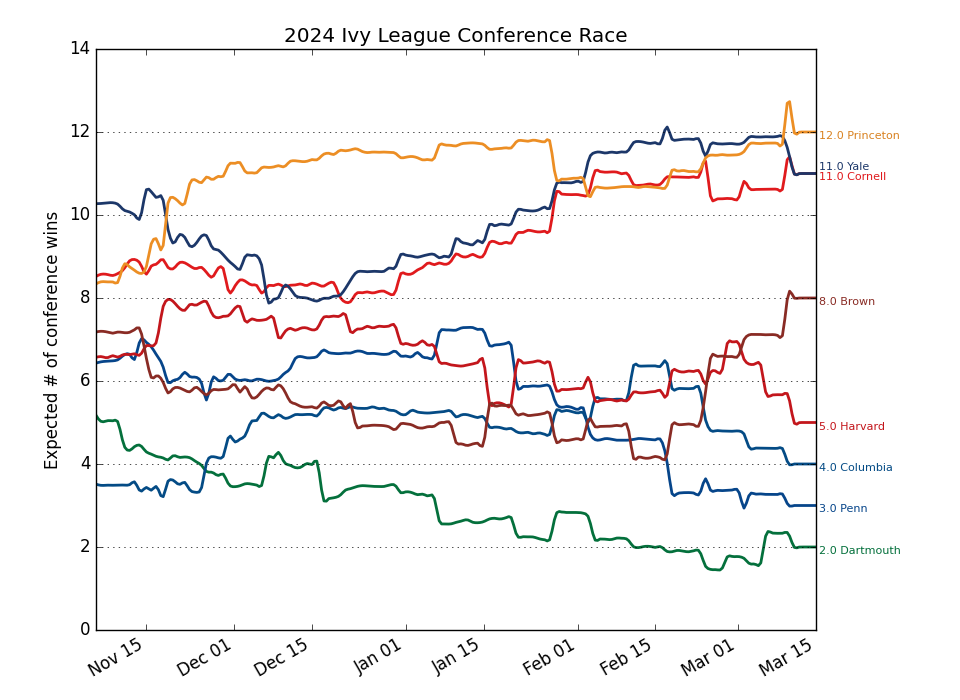 2024 Ivy League Conference Race
Expected # of conference wins
14
12
10
8
6
4
2
0
Nov 15
Dec 01
Dec 15
Jan 01
Jan 15
Feb 01
Feb 15
Mar 01
Mar 15
12.0 Princeton
11.0 Yale
11.0 Cornell
8.0 Brown
5.0 Harvard
4.0 Columbia
3.0 Penn
2.0 Dartmouth